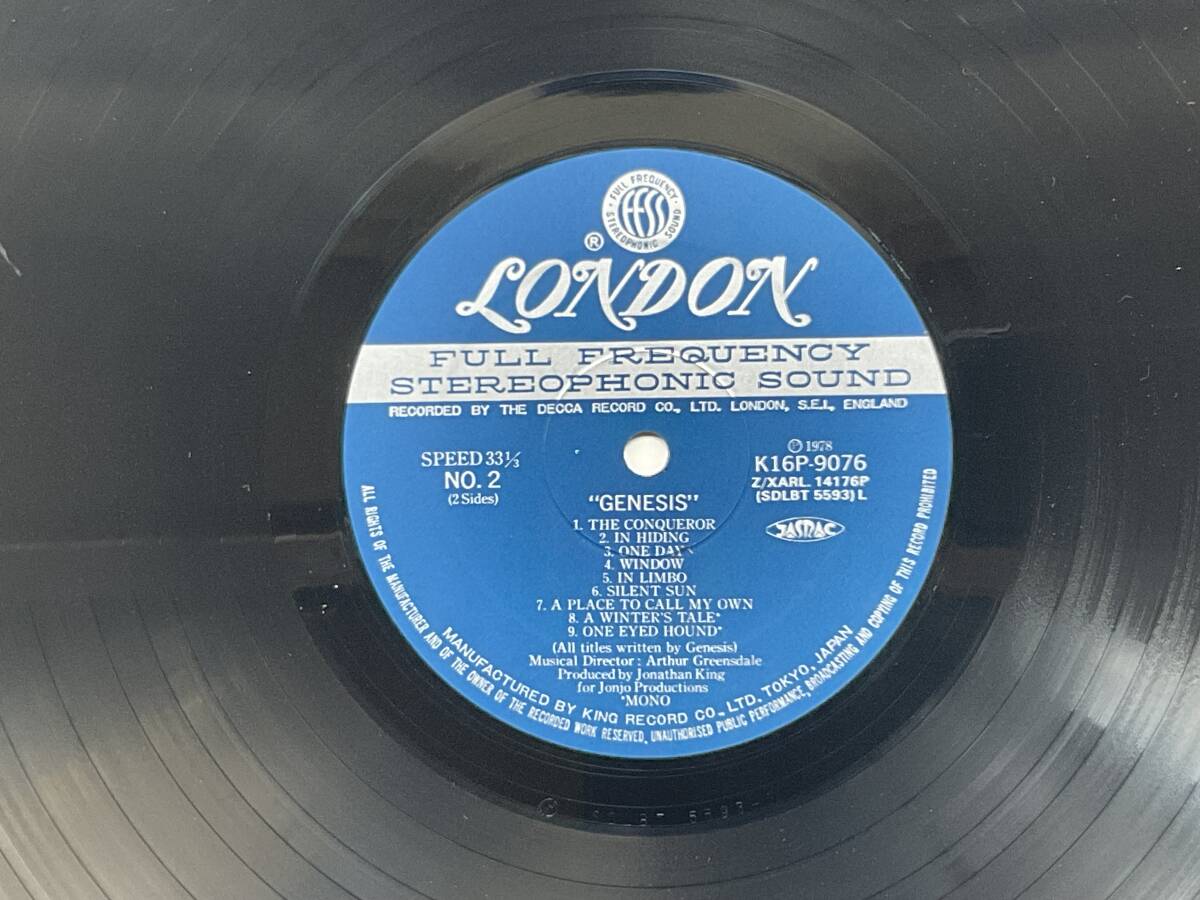 FULL FREQUENCY
ffss
STEREOPHONIC SOUND
®
LONDON
FULL FREQUENCY
STEREOPHONIC SOUND
RECORDED BY THE DECCA RECORD CO., LTD. LONDON, S.E.I., ENGLAND
SPEED 33⅓
NO. 2
(2 Sides)
Ⓟ 1978
K16P-9076
Z/XARL. 14176P
(SDLBT 5593) L
JASRAC
"GENESIS"
1. THE CONQUEROR
2. IN HIDING
3. ONE DAY
4. WINDOW
5. IN LIMBO
6. SILENT SUN
7. A PLACE TO CALL MY OWN
8. A WINTER'S TALE*
9. ONE EYED HOUND*
(All titles written by Genesis)
Musical Director : Arthur Greensdale
Produced by Jonathan King
for Jonjo Productions
*MONO
MANUFACTURED BY KING RECORD CO., LTD. TOKYO, JAPAN
ALL RIGHTS OF THE MANUFACTURER AND OF THE OWNER OF THE RECORDED WORK RESERVED. UNAUTHORISED PUBLIC PERFORMANCE, BROADCASTING AND COPYING OF THIS RECORD PROHIBITED